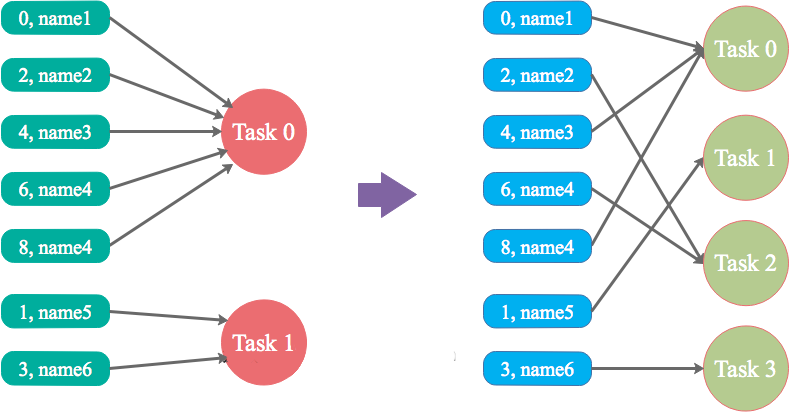 0, name1
2, name2
4, name3
6, name4
8, name4
1, name5
3, name6
Task 0
Task 1
0, name1
2, name2
4, name3
6, name4
8, name4
1, name5
3, name6
Task 0
Task 1
Task 2
Task 3